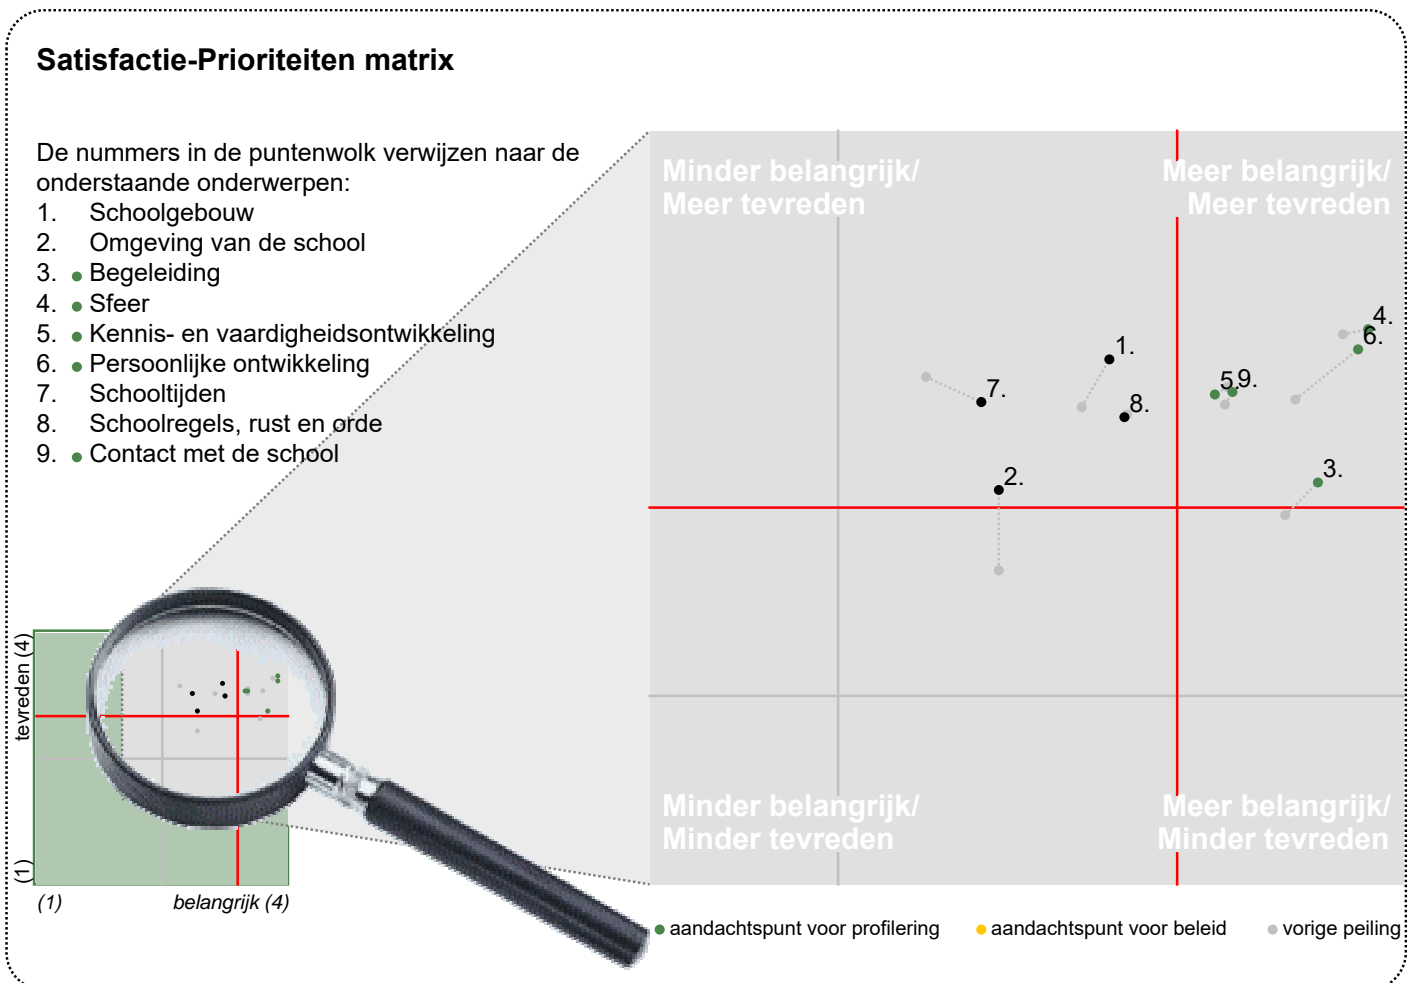 Satisfactie-Prioriteiten matrix
De nummers in de puntenwolk verwijzen naar de
onderstaande onderwerpen:
1. Schoolgebouw
2. Omgeving van de school
3. Begeleiding
4. Sfeer
5. Kennis- en vaardigheidsontwikkeling
6. Persoonlijke ontwikkeling
7. Schooltijden
8. Schoolregels, rust en orde
9. Contact met de school
Minder belangrijk/
Meer tevreden
Meer belangrijk/
Meer tevreden
4.
6.
1.
5.
9.
7.
8.
3.
2.
Minder belangrijk/
Minder tevreden
Meer belangrijk/
Minder tevreden
tevreden (4)
(1)
(1)
belangrijk (4)
aandachtspunt voor profilering
aandachtspunt voor beleid
vorige peiling